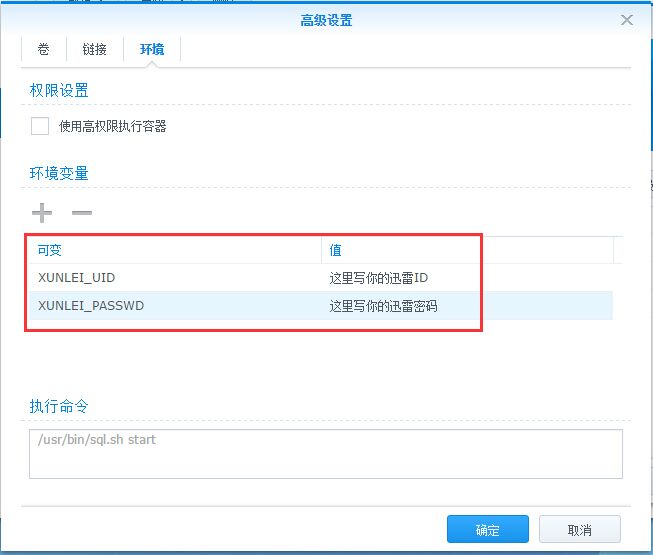 高级设置
卷 链接 环境
权限设置
使用高权限执行容器
环境变量
可变 值
XUNLEI_UID 这里写你的迅雷ID
XUNLEI_PASSWD 这里写你的迅雷密码
执行命令
/usr/bin/sql.sh start
确定 取消